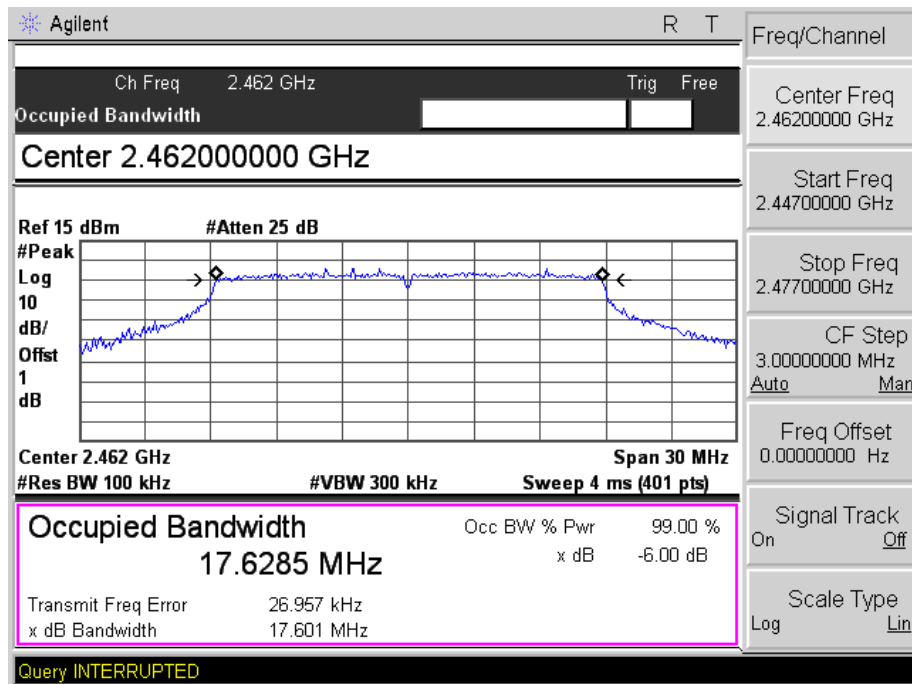 Agilent R T
Ch Freq 2.462 GHz Trig Free
Occupied Bandwidth
Center 2.462000000 GHz
Ref 15 dBm #Atten 25 dB
#Peak
Log
10
dB/
Offst
1
dB
Center 2.462 GHz Span 30 MHz
#Res BW 100 kHz #VBW 300 kHz Sweep 4 ms (401 pts)
Occupied Bandwidth
17.6285 MHz
Occ BW % Pwr 99.00 %
x dB -6.00 dB
Transmit Freq Error 26.957 kHz
x dB Bandwidth 17.601 MHz
Query INTERRUPTED
Freq/Channel
Center Freq
2.46200000 GHz
Start Freq
2.44700000 GHz
Stop Freq
2.47700000 GHz
CF Step
3.00000000 MHz
Auto Man
Freq Offset
0.00000000 Hz
Signal Track
On Off
Scale Type
Log Lin